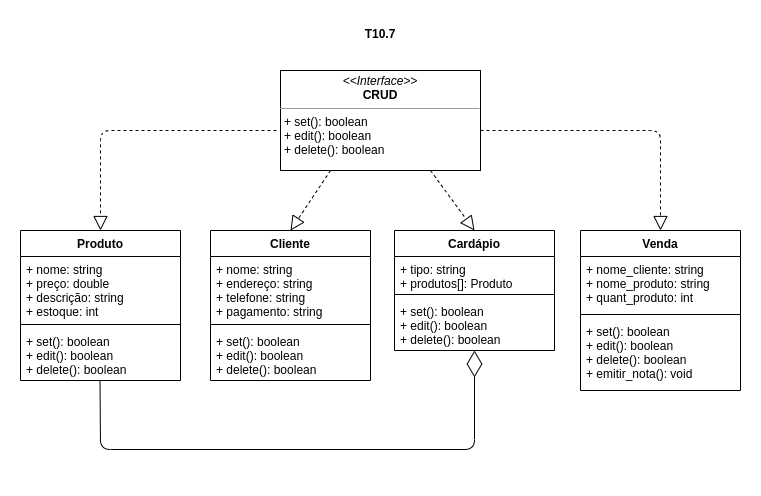 T10.7
<<Interface>>
CRUD
+ set(): boolean
+ edit(): boolean
+ delete(): boolean
Produto
+ nome: string
+ preço: double
+ descrição: string
+ estoque: int
+ set(): boolean
+ edit(): boolean
+ delete(): boolean
Cliente
+ nome: string
+ endereço: string
+ telefone: string
+ pagamento: string
+ set(): boolean
+ edit(): boolean
+ delete(): boolean
Cardápio
+ tipo: string
+ produtos[]: Produto
+ set(): boolean
+ edit(): boolean
+ delete(): boolean
Venda
+ nome_cliente: string
+ nome_produto: string
+ quant_produto: int
+ set(): boolean
+ edit(): boolean
+ delete(): boolean
+ emitir_nota(): void